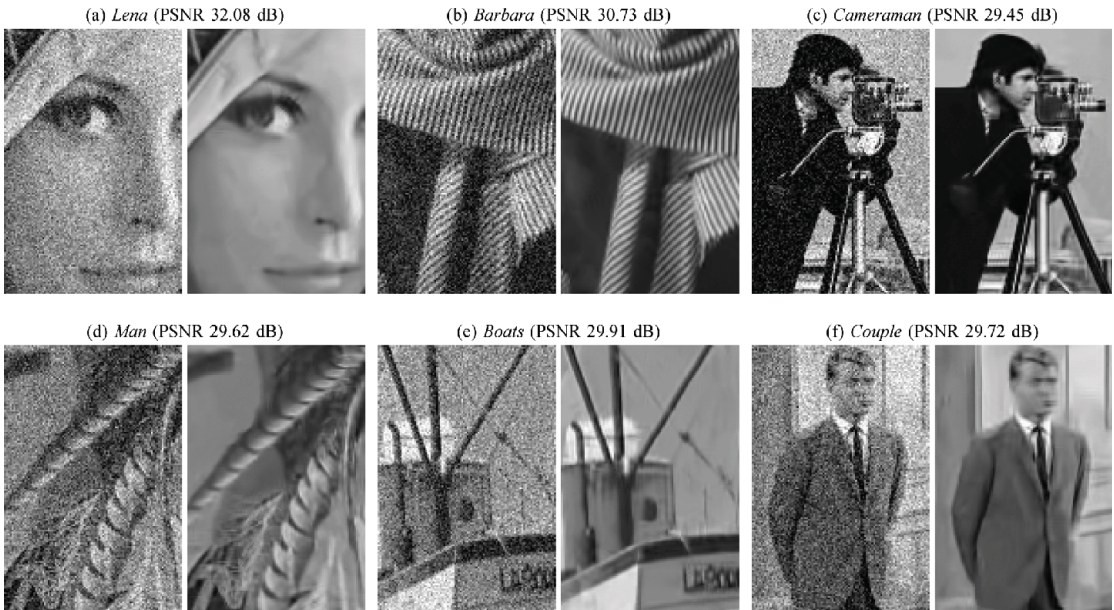 (a) Lena (PSNR 32.08 dB)
(b) Barbara (PSNR 30.73 dB)
(c) Cameraman (PSNR 29.45 dB)
(d) Man (PSNR 29.62 dB)
(e) Boats (PSNR 29.91 dB)
(f) Couple (PSNR 29.72 dB)